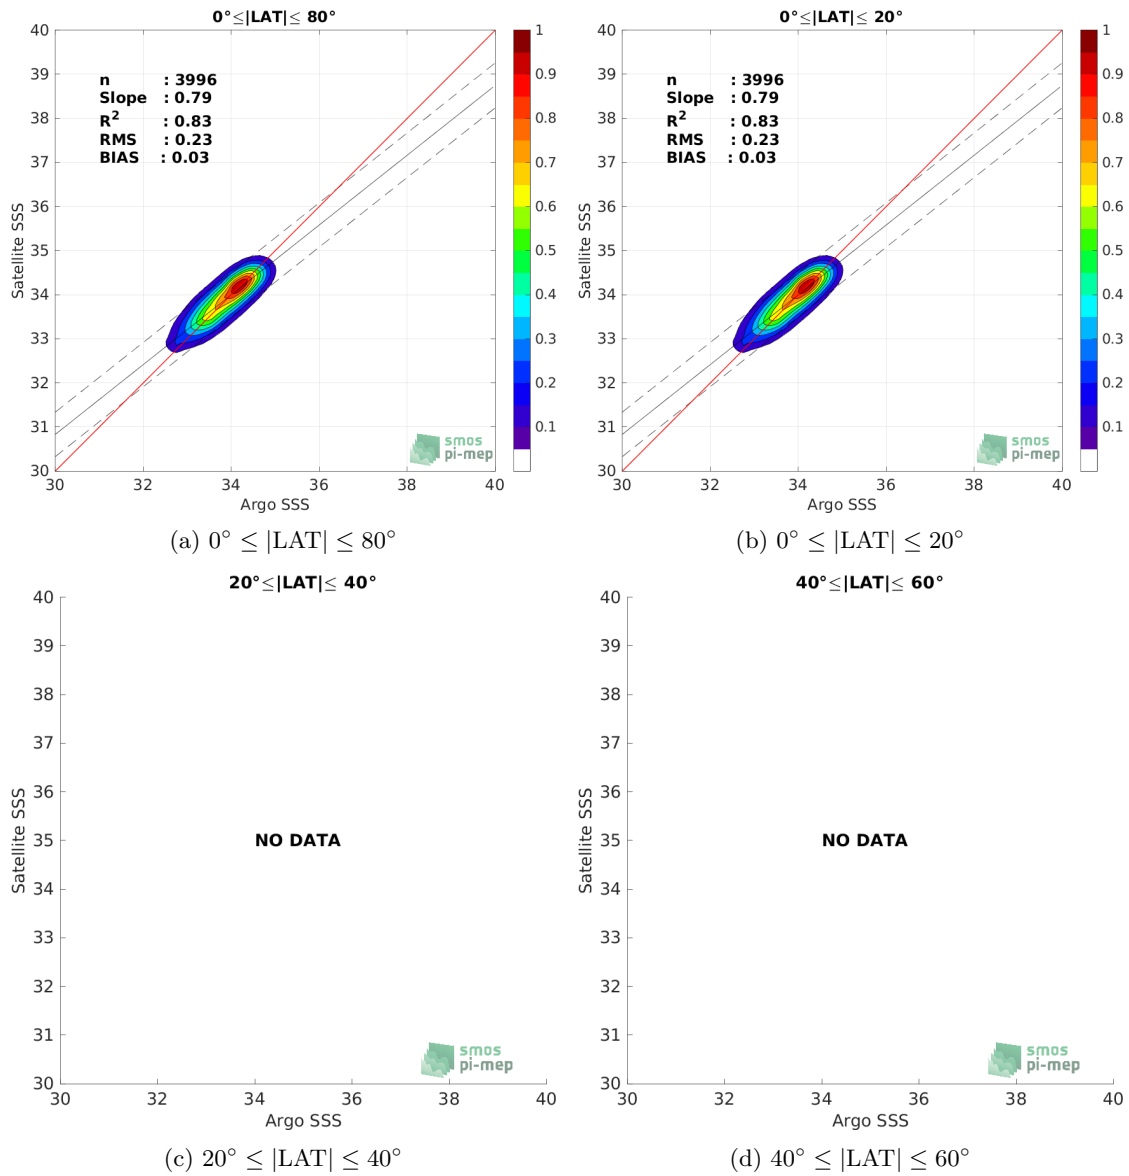 0°≤|LAT|≤ 80°
40
39
38
37
36
35
34
33
32
31
30
Satellite SSS
n : 3996
Slope : 0.79
R² : 0.83
RMS : 0.23
BIAS : 0.03
smos
pi-mep
30 32 34 36 38 40
Argo SSS
1
0.9
0.8
0.7
0.6
0.5
0.4
0.3
0.2
0.1
(a) 0° ≤ |LAT| ≤ 80°
0°≤|LAT|≤ 20°
40
39
38
37
36
35
34
33
32
31
30
Satellite SSS
n : 3996
Slope : 0.79
R² : 0.83
RMS : 0.23
BIAS : 0.03
smos
pi-mep
30 32 34 36 38 40
Argo SSS
1
0.9
0.8
0.7
0.6
0.5
0.4
0.3
0.2
0.1
(b) 0° ≤ |LAT| ≤ 20°
20°≤|LAT|≤ 40°
40
39
38
37
36
35
34
33
32
31
30
Satellite SSS
NO DATA
smos
pi-mep
30 32 34 36 38 40
Argo SSS
(c) 20° ≤ |LAT| ≤ 40°
40°≤|LAT|≤ 60°
40
39
38
37
36
35
34
33
32
31
30
Satellite SSS
NO DATA
smos
pi-mep
30 32 34 36 38 40
Argo SSS
(d) 40° ≤ |LAT| ≤ 60°